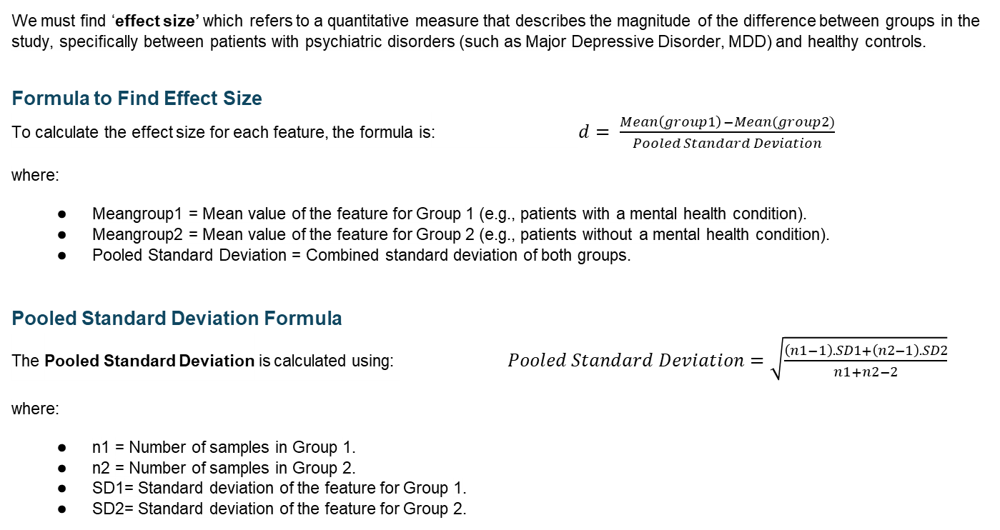 We must find ‘effect size’ which refers to a quantitative measure that describes the magnitude of the difference between groups in the
study, specifically between patients with psychiatric disorders (such as Major Depressive Disorder, MDD) and healthy controls.
Formula to Find Effect Size
To calculate the effect size for each feature, the formula is: d = Mean(group1) – Mean(group2) / Pooled Standard Deviation
where:
● Meangroup1 = Mean value of the feature for Group 1 (e.g., patients with a mental health condition).
● Meangroup2 = Mean value of the feature for Group 2 (e.g., patients without a mental health condition).
● Pooled Standard Deviation = Combined standard deviation of both groups.
Pooled Standard Deviation Formula
The Pooled Standard Deviation is calculated using: Pooled Standard Deviation = √((n1−1).SD1+(n2−1).SD2 / n1+n2−2)
where:
● n1 = Number of samples in Group 1.
● n2 = Number of samples in Group 2.
● SD1= Standard deviation of the feature for Group 1.
● SD2= Standard deviation of the feature for Group 2.